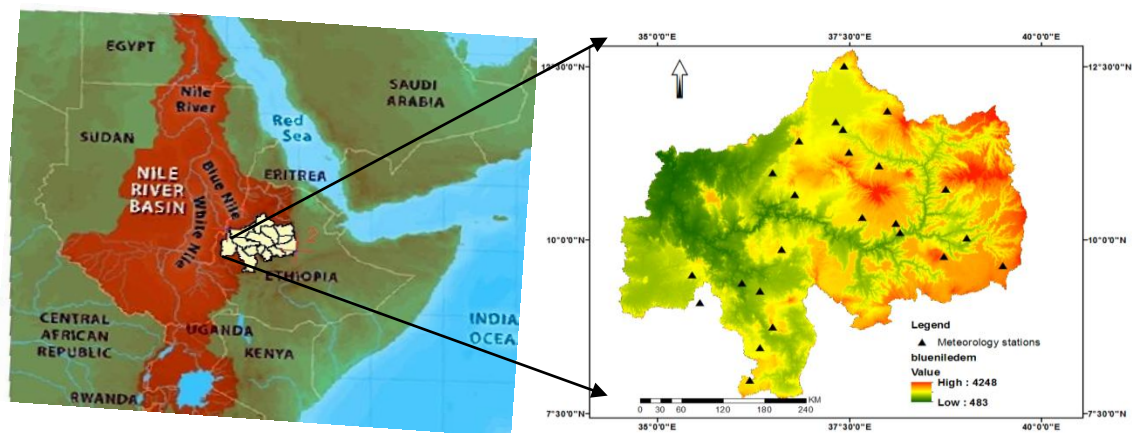 EGYPT
SAUDI
ARABIA
Nile
River
Red
Sea
SUDAN
NILE
RIVER
BASIN
Blue Nile
White Nile
ERITREA
2
ETHIOPIA
CENTRAL
AFRICAN
REPUBLIC
UGANDA
KENYA
INDIA
OCEA
RWANDA
35°0'0"E 37°30'0"E 40°0'0"E
12°30'0"N 12°30'0"N
10°0'0"N 10°0'0"N
7°30'0"N 7°30'0"N
Legend
Meteorology stations
blueniledem
Value
High : 4248
Low : 483
KM
0 15 30 60 120 180 240
35°0'0"E 37°30'0"E 40°0'0"E